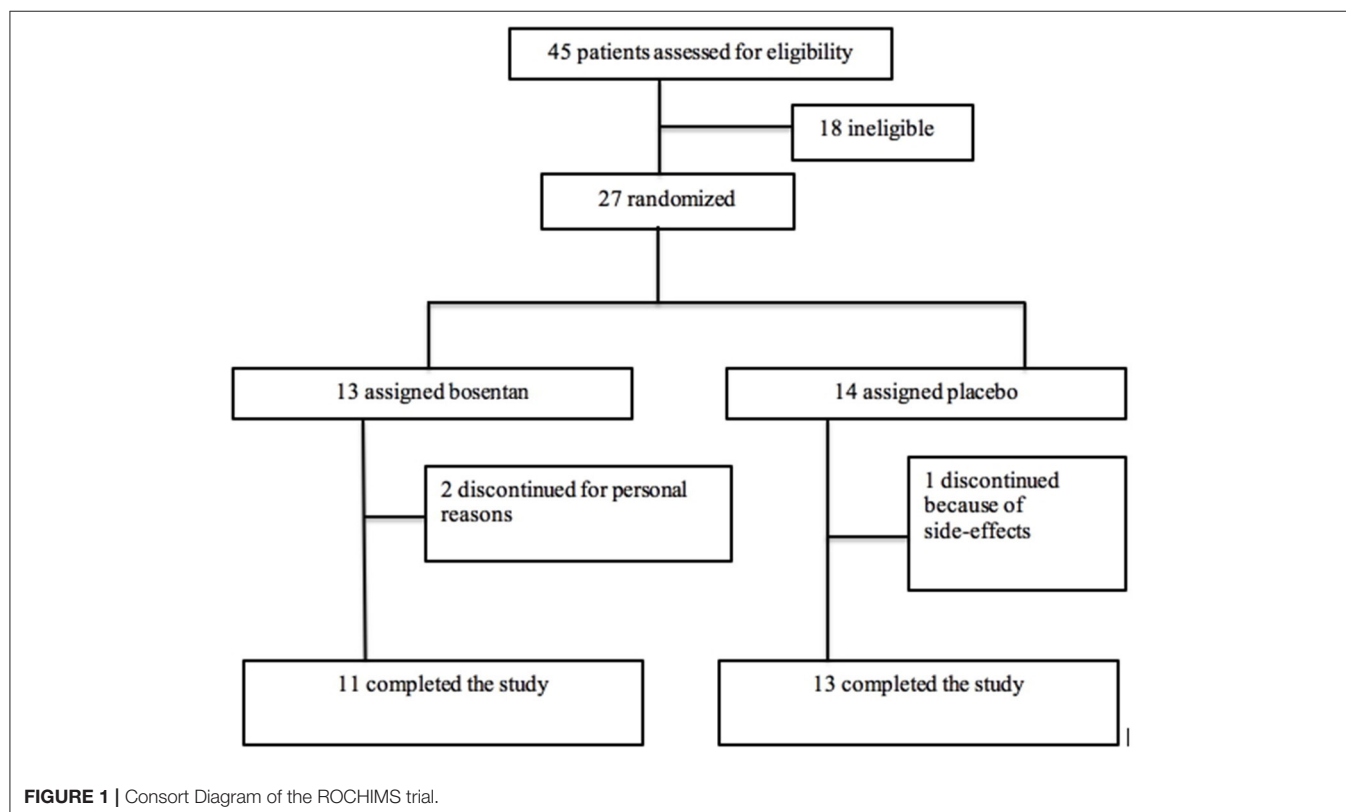 45 patients assessed for eligibility
18 ineligible
27 randomized
13 assigned bosentan
14 assigned placebo
2 discontinued for personal
reasons
1 discontinued
because of
side-effects
11 completed the study
13 completed the study
FIGURE 1 | Consort Diagram of the ROCHIMS trial.